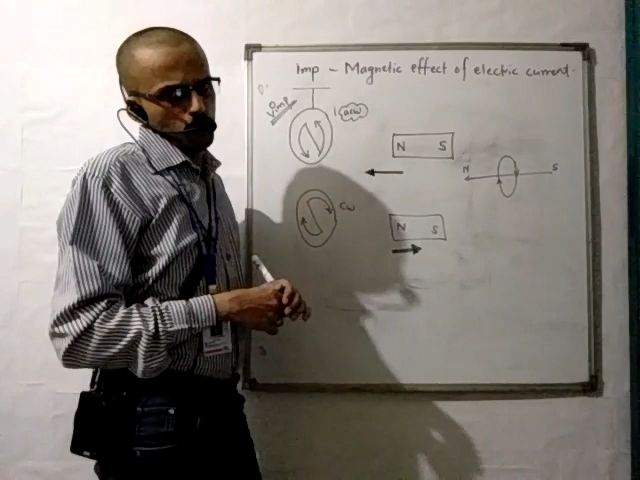 Imp – Magnetic effect of electric current.
V.imp
ACW
N S
N S
CW
N S